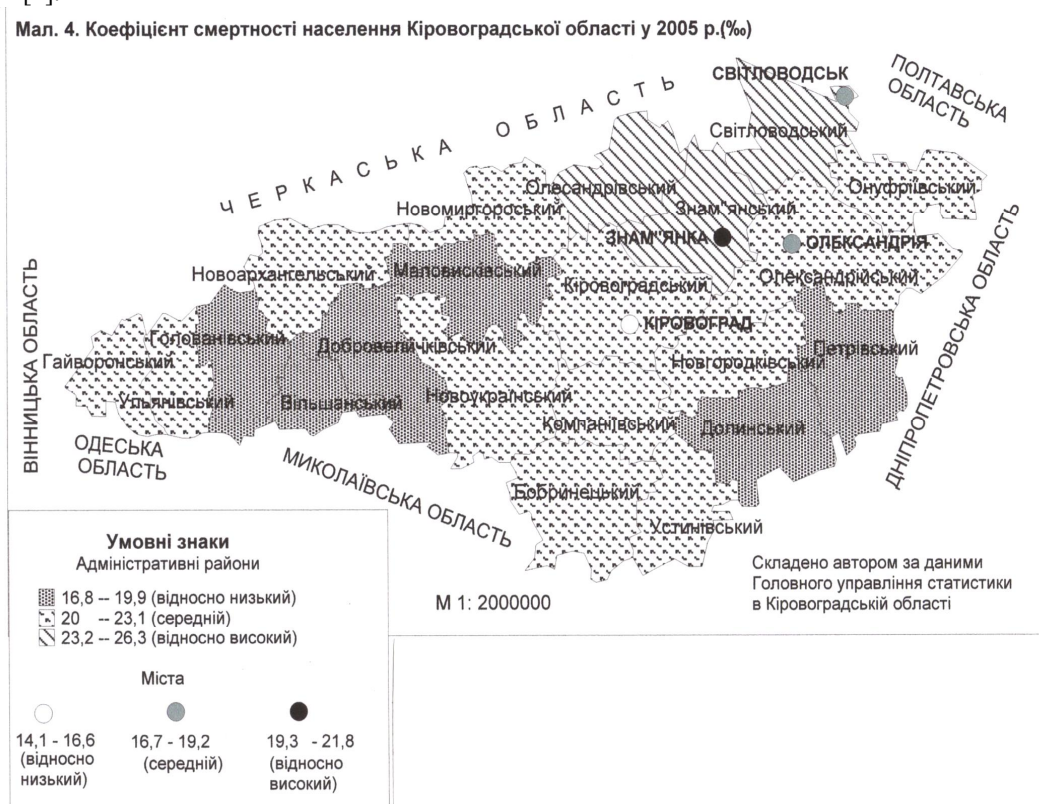 Мал. 4. Коефіцієнт смертності населення Кіровоградської області у 2005 р.(‰)
СВІТЛОВОДСЬК
ПОЛТАВСЬКА
ОБЛАСТЬ
ЧЕРКАСЬКА ОБЛАСТЬ
Світловодський
Олесандрівський
Онуфріївський
Новомиргороський
Знам"янський
ЗНАМ"ЯНКА
ОЛЕКСАНДРІЯ
Новоархангельський
Маловисківський
Кіровоградський
Олександрійський
ВІННИЦЬКА ОБЛАСТЬ
ДНІПРОПЕТРОВСЬКА ОБЛАСТЬ
КІРОВОГРАД
Голованівський
Добровеличківський
Петрівський
Гайворонський
Новгородківський
Ульянівський
Вільшанський
Новоукраїнський
Компаніївський
Долинський
ОДЕСЬКА
ОБЛАСТЬ
МИКОЛАЇВСЬКА ОБЛАСТЬ
Бобринецький
Устинівський
Умовні знаки
Адміністративні райони
16,8 -- 19,9 (відносно низький)
20 -- 23,1 (середній)
23,2 -- 26,3 (відносно високий)
М 1: 2000000
Складено автором за даними
Головного управління статистики
в Кіровоградській області
Міста
14,1 - 16,6
(відносно
низький)
16,7 - 19,2
(середній)
19,3 - 21,8
(відносно
високий)